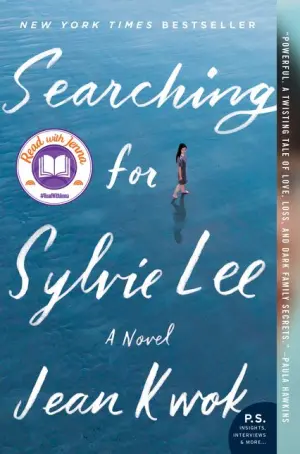 NEW YORK TIMES BESTSELLER
Searching
for
Sylvie Lee
A Novel
Jean Kwok
Read with Jenna
#ReadWithJenna
"POWERFUL. A TWISTING TALE OF LOVE, LOSS, AND DARK FAMILY SECRETS." —PAULA HAWKINS
P.S.
INSIGHTS,
INTERVIEWS
& MORE...